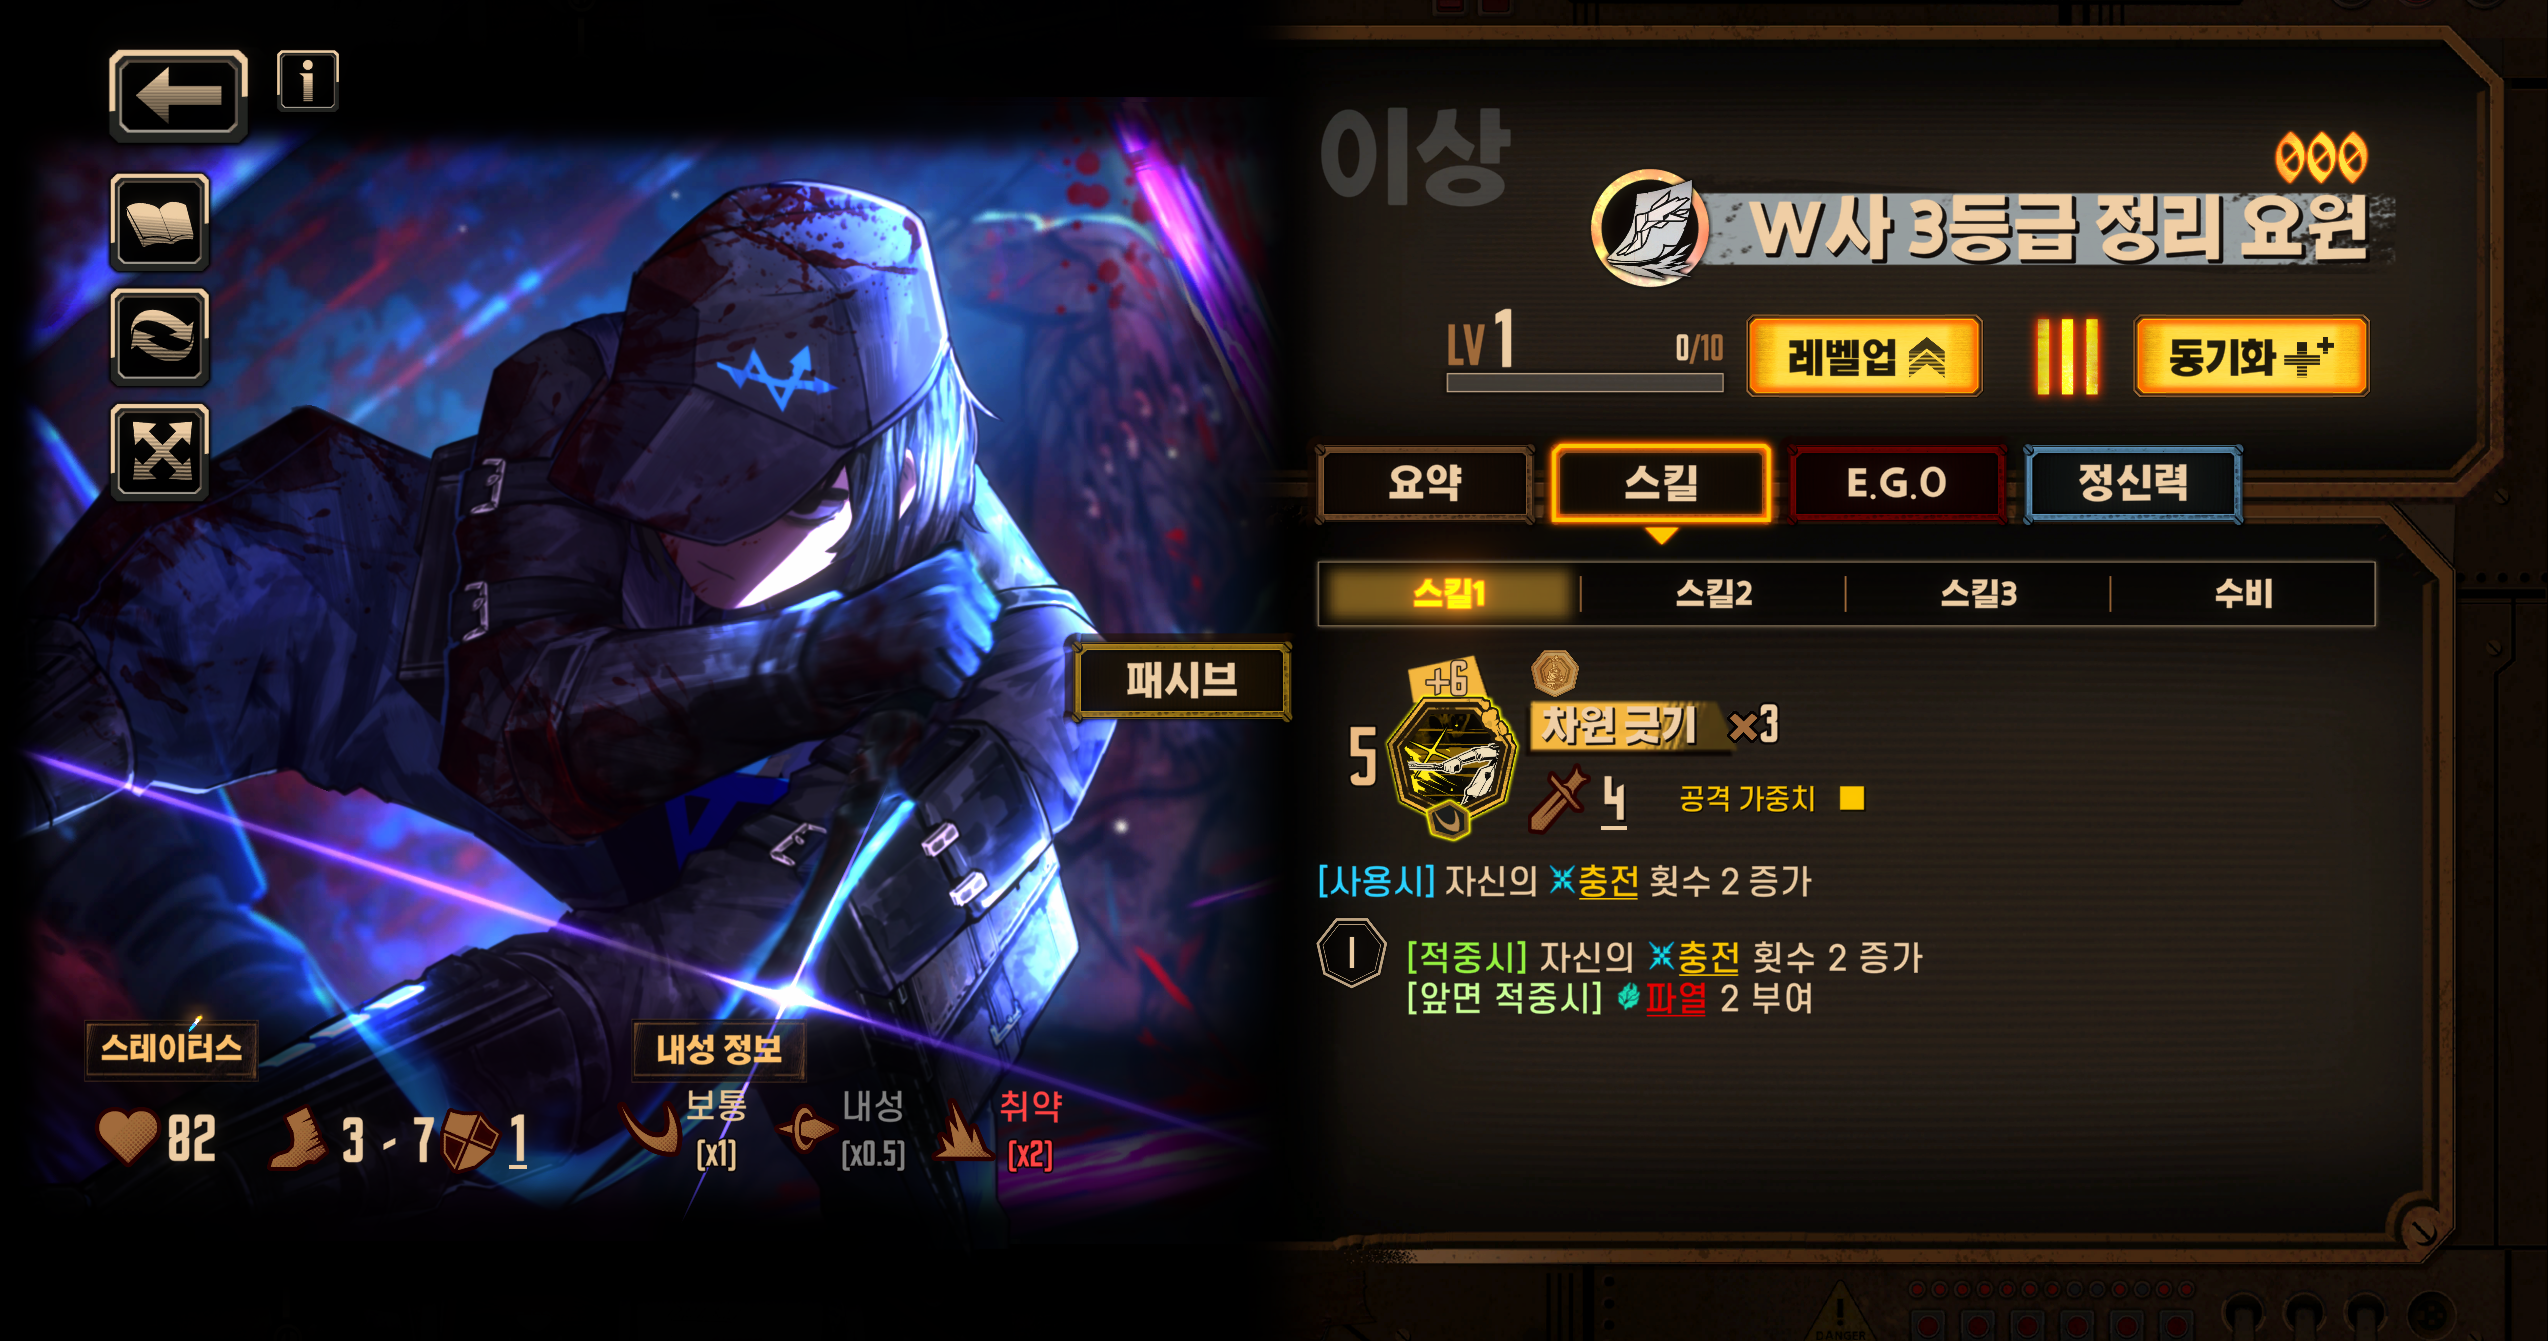 이상
W사 3등급 정리 요원
LV 1
0/10
레벨업
동기화
요약
스킬
E.G.O
정신력
스킬1
스킬2
스킬3
수비
패시브
+6
5
차원 긋기 ×3
4
공격 가중치
[사용시] 자신의 충전 횟수 2 증가
I
[적중시] 자신의 충전 횟수 2 증가
[앞면 적중시] 파열 2 부여
스테이터스
82
3 - 7
1
내성 정보
보통
[x1]
내성
[x0.5]
취약
[x2]
DANGER